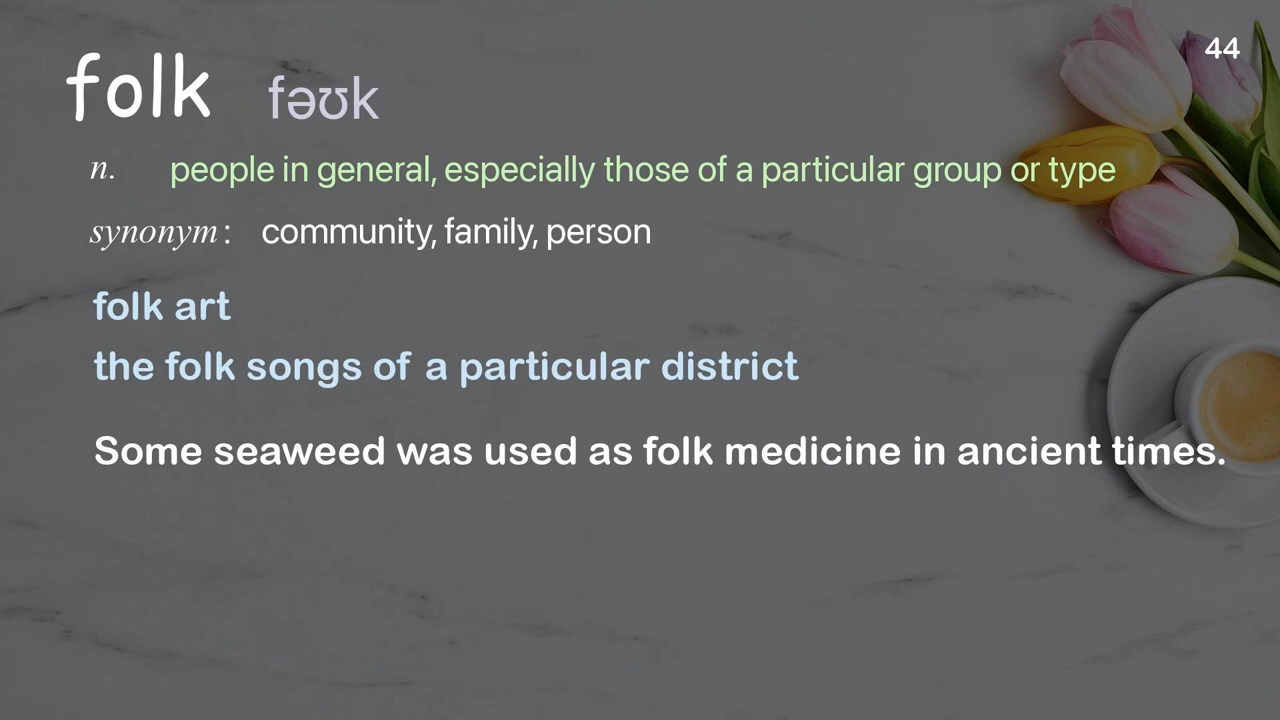 44
folk fəʊk
n. people in general, especially those of a particular group or type
synonym: community, family, person
folk art
the folk songs of a particular district
Some seaweed was used as folk medicine in ancient times.